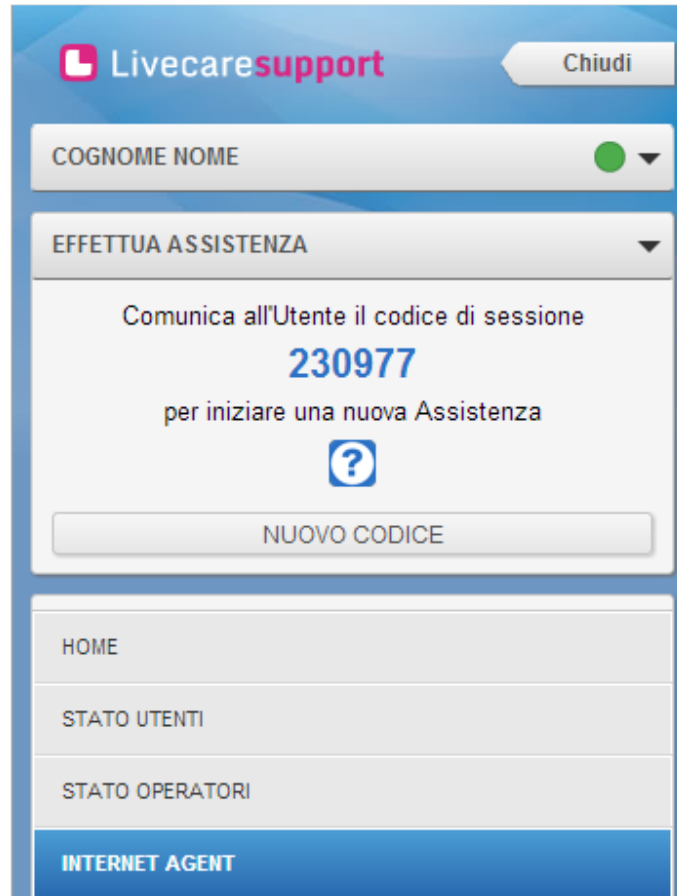 Livecaresupport
Chiudi
COGNOME NOME
EFFETTUA ASSISTENZA
Comunica all'Utente il codice di sessione
230977
per iniziare una nuova Assistenza
?
NUOVO CODICE
HOME
STATO UTENTI
STATO OPERATORI
INTERNET AGENT